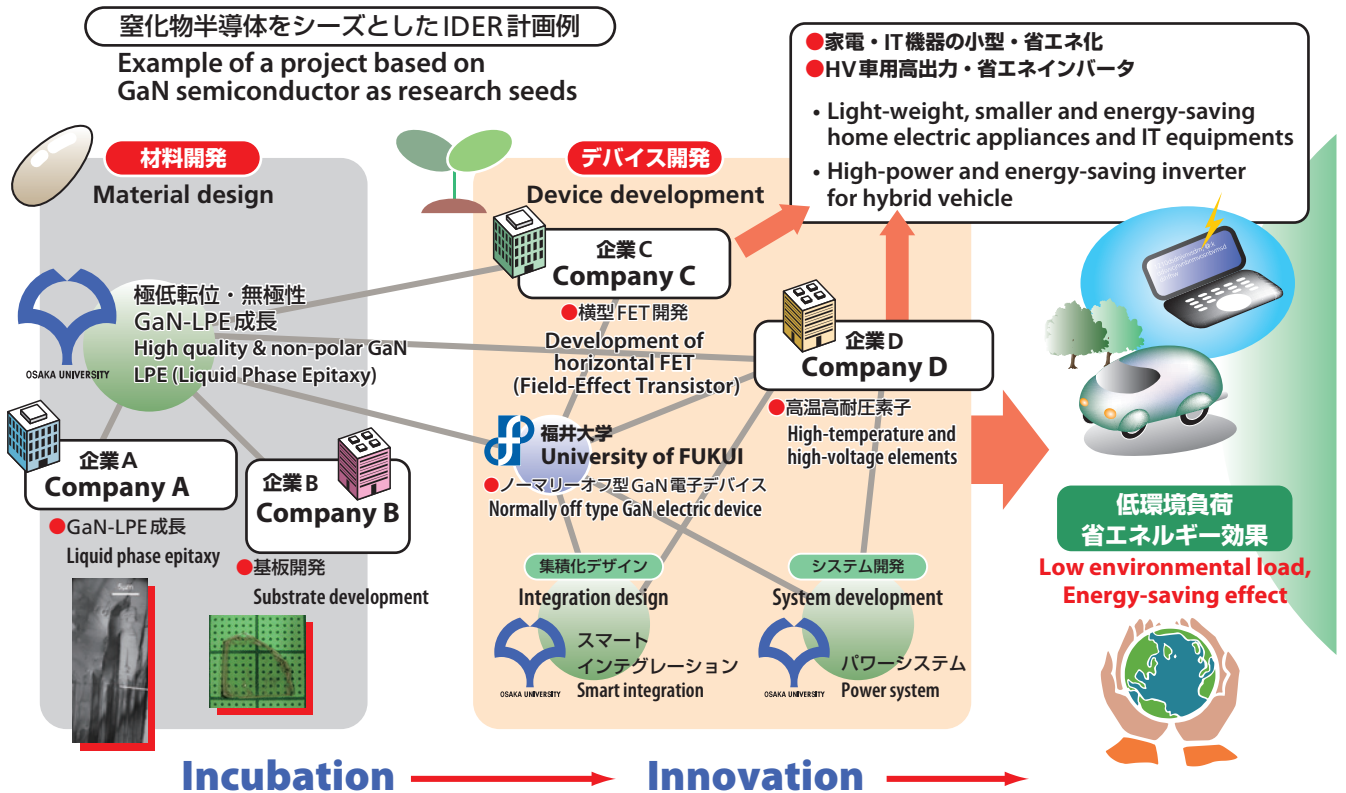 窒化物半導体をシーズとしたIDER計画例
Example of a project based on
GaN semiconductor as research seeds
●家電・IT機器の小型・省エネ化
●HV車用高出力・省エネインバータ
• Light-weight, smaller and energy-saving
home electric appliances and IT equipments
• High-power and energy-saving inverter
for hybrid vehicle
材料開発
Material design
極低転位・無極性
GaN-LPE成長
High quality & non-polar GaN
LPE (Liquid Phase Epitaxy)
OSAKA UNIVERSITY
企業A
Company A
●GaN-LPE成長
Liquid phase epitaxy
企業B
Company B
●基板開発
Substrate development
デバイス開発
Device development
企業C
Company C
●横型FET開発
Development of
horizontal FET
(Field-Effect Transistor)
企業D
Company D
●高温高耐圧素子
High-temperature and
high-voltage elements
福井大学
University of FUKUI
●ノーマリーオフ型GaN電子デバイス
Normally off type GaN electric device
集積化デザイン
Integration design
スマート
インテグレーション
Smart integration
OSAKA UNIVERSITY
システム開発
System development
パワーシステム
Power system
OSAKA UNIVERSITY
低環境負荷
省エネルギー効果
Low environmental load,
Energy-saving effect
Incubation
Innovation